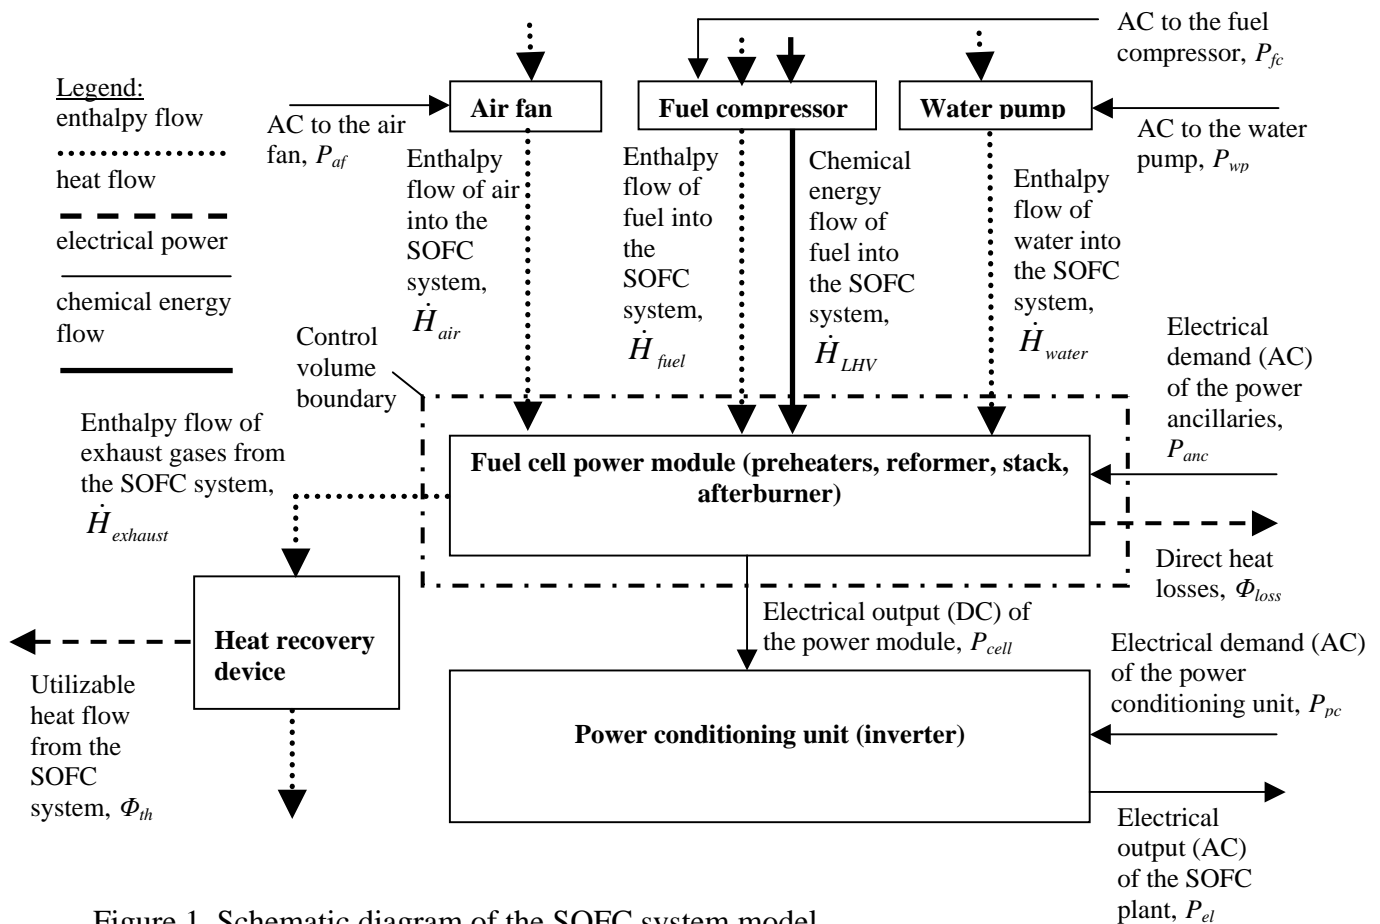 AC to the fuel
compressor, P_fc
Legend:
enthalpy flow
heat flow
electrical power
chemical energy
flow
Air fan
Fuel compressor
Water pump
AC to the air
fan, P_af
AC to the water
pump, P_wp
Enthalpy
flow of air
into the
SOFC
system,
Ḣ_air
Enthalpy
flow of
fuel into
the
SOFC
system,
Ḣ_fuel
Chemical
energy
flow of
fuel into
the SOFC
system,
Ḣ_LHV
Enthalpy
flow of
water into
the SOFC
system,
Ḣ_water
Control
volume
boundary
Electrical
demand (AC)
of the power
ancillaries,
P_anc
Enthalpy flow of
exhaust gases from
the SOFC system,
Ḣ_exhaust
Fuel cell power module (preheaters, reformer, stack,
afterburner)
Direct heat
losses, Φ_loss
Heat recovery
device
Electrical output (DC) of
the power module, P_cell
Electrical demand (AC)
of the power
conditioning unit, P_pc
Utilizable
heat flow
from the
SOFC
system, Φ_th
Power conditioning unit (inverter)
Electrical
output (AC)
of the SOFC
plant, P_el
Figure 1. Schematic diagram of the SOFC system model